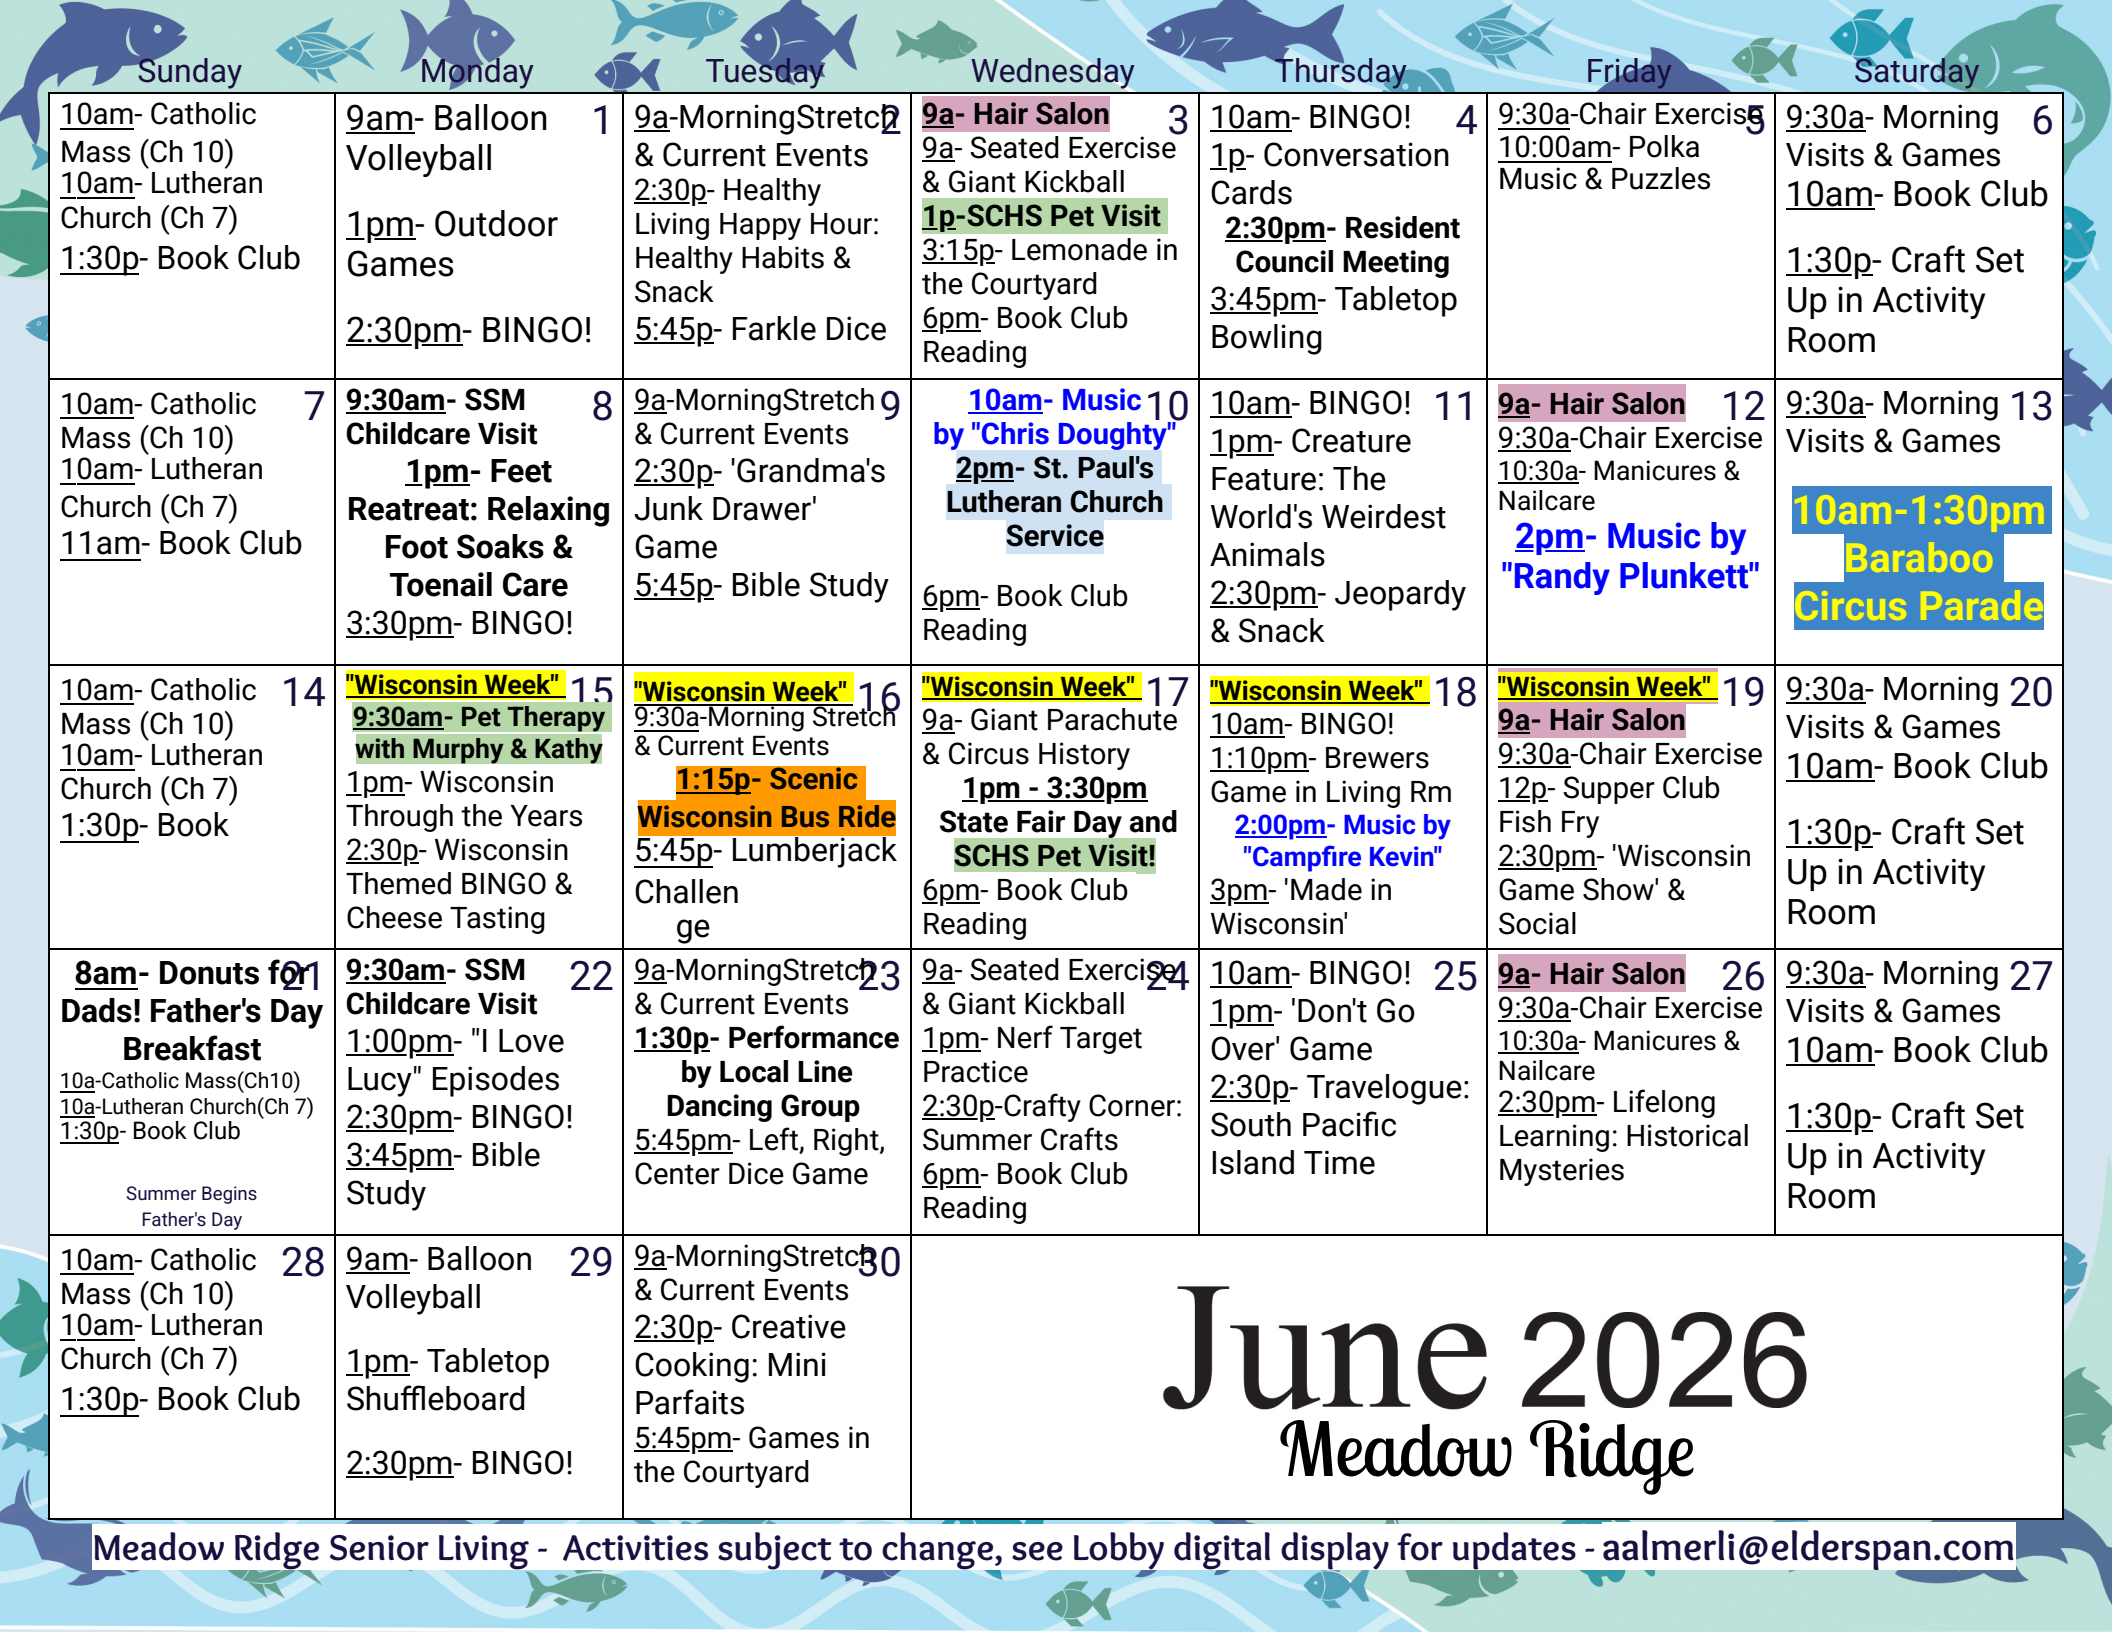 Sunday Monday Tuesday Wednesday Thursday Friday Saturday
10am- Catholic
Mass (Ch 10)
10am- Lutheran
Church (Ch 7)
1:30p- Book Club
1
9am- Balloon
Volleyball
1pm- Outdoor
Games
2:30pm- BINGO!
2
9a-MorningStretch
& Current Events
2:30p- Healthy
Living Happy Hour:
Healthy Habits &
Snack
5:45p- Farkle Dice
3
9a- Hair Salon
9a- Seated Exercise
& Giant Kickball
1p-SCHS Pet Visit
3:15p- Lemonade in
the Courtyard
6pm- Book Club
Reading
4
10am- BINGO!
1p- Conversation
Cards
2:30pm- Resident
Council Meeting
3:45pm- Tabletop
Bowling
5
9:30a-Chair Exercise
10:00am- Polka
Music & Puzzles
6
9:30a- Morning
Visits & Games
10am- Book Club
1:30p- Craft Set
Up in Activity
Room
7
10am- Catholic
Mass (Ch 10)
10am- Lutheran
Church (Ch 7)
11am- Book Club
8
9:30am- SSM
Childcare Visit
1pm- Feet
Reatreat: Relaxing
Foot Soaks &
Toenail Care
3:30pm- BINGO!
9
9a-MorningStretch
& Current Events
2:30p- 'Grandma's
Junk Drawer'
Game
5:45p- Bible Study
10
10am- Music
by "Chris Doughty"
2pm- St. Paul's
Lutheran Church
Service
6pm- Book Club
Reading
11
10am- BINGO!
1pm- Creature
Feature: The
World's Weirdest
Animals
2:30pm- Jeopardy
& Snack
12
9a- Hair Salon
9:30a-Chair Exercise
10:30a- Manicures &
Nailcare
2pm- Music by
"Randy Plunkett"
13
9:30a- Morning
Visits & Games
10am-1:30pm
Baraboo
Circus Parade
14
10am- Catholic
Mass (Ch 10)
10am- Lutheran
Church (Ch 7)
1:30p- Book
15
"Wisconsin Week"
9:30am- Pet Therapy
with Murphy & Kathy
1pm- Wisconsin
Through the Years
2:30p- Wisconsin
Themed BINGO &
Cheese Tasting
16
"Wisconsin Week"
9:30a-Morning Stretch
& Current Events
1:15p- Scenic
Wisconsin Bus Ride
5:45p- Lumberjack
Challen
ge
17
"Wisconsin Week"
9a- Giant Parachute
& Circus History
1pm - 3:30pm
State Fair Day and
SCHS Pet Visit!
6pm- Book Club
Reading
18
"Wisconsin Week"
10am- BINGO!
1:10pm- Brewers
Game in Living Rm
2:00pm- Music by
"Campfire Kevin"
3pm- 'Made in
Wisconsin'
19
"Wisconsin Week"
9a- Hair Salon
9:30a-Chair Exercise
12p- Supper Club
Fish Fry
2:30pm- 'Wisconsin
Game Show' &
Social
20
9:30a- Morning
Visits & Games
10am- Book Club
1:30p- Craft Set
Up in Activity
Room
21
8am- Donuts for
Dads! Father's Day
Breakfast
10a-Catholic Mass(Ch10)
10a-Lutheran Church(Ch 7)
1:30p- Book Club
Summer Begins
Father's Day
22
9:30am- SSM
Childcare Visit
1:00pm- "I Love
Lucy" Episodes
2:30pm- BINGO!
3:45pm- Bible
Study
23
9a-MorningStretch
& Current Events
1:30p- Performance
by Local Line
Dancing Group
5:45pm- Left, Right,
Center Dice Game
24
9a- Seated Exercise
& Giant Kickball
1pm- Nerf Target
Practice
2:30p-Crafty Corner:
Summer Crafts
6pm- Book Club
Reading
25
10am- BINGO!
1pm- 'Don't Go
Over' Game
2:30p- Travelogue:
South Pacific
Island Time
26
9a- Hair Salon
9:30a-Chair Exercise
10:30a- Manicures &
Nailcare
2:30pm- Lifelong
Learning: Historical
Mysteries
27
9:30a- Morning
Visits & Games
10am- Book Club
1:30p- Craft Set
Up in Activity
Room
28
10am- Catholic
Mass (Ch 10)
10am- Lutheran
Church (Ch 7)
1:30p- Book Club
29
9am- Balloon
Volleyball
1pm- Tabletop
Shuffleboard
2:30pm- BINGO!
30
9a-MorningStretch
& Current Events
2:30p- Creative
Cooking: Mini
Parfaits
5:45pm- Games in
the Courtyard
June 2026
Meadow Ridge
Meadow Ridge Senior Living - Activities subject to change, see Lobby digital display for updates - aalmerli@elderspan.com